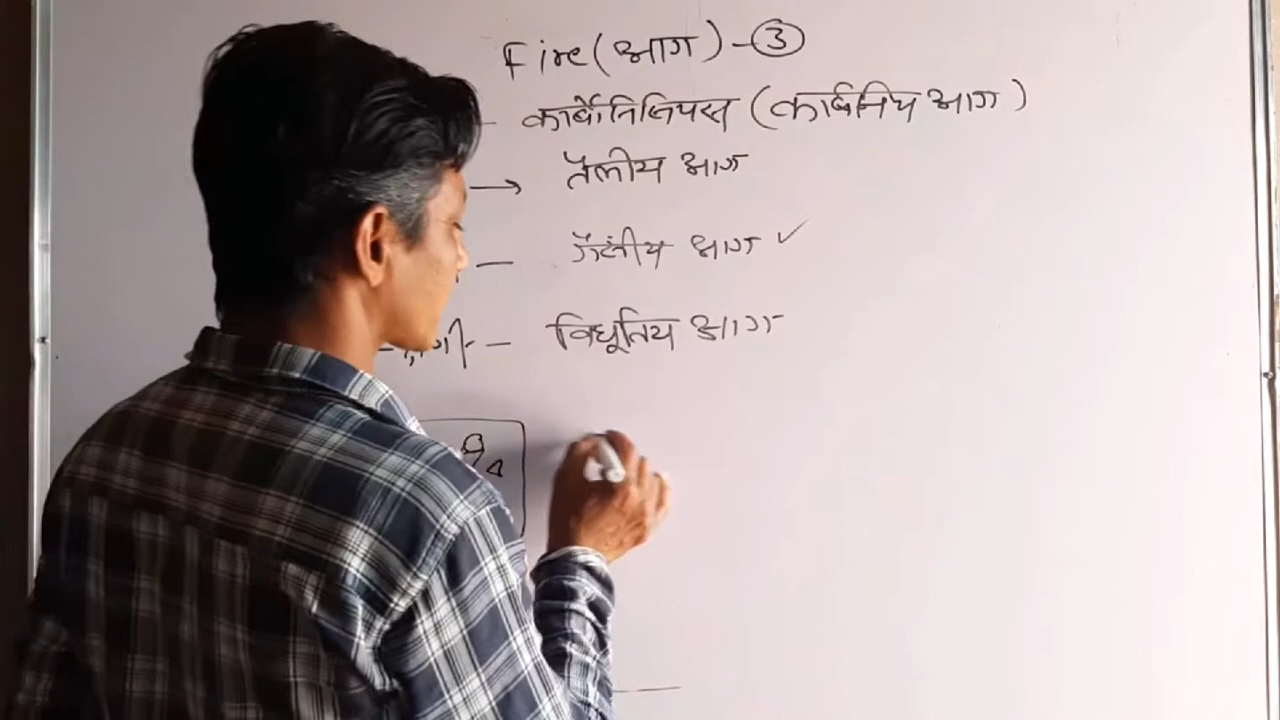 Fire (आग) - ③
- कार्बोनिलियस (कार्बनिय आग)
→ तैलीय आग
- गैसीय आग ✓
- विधूतिय आग